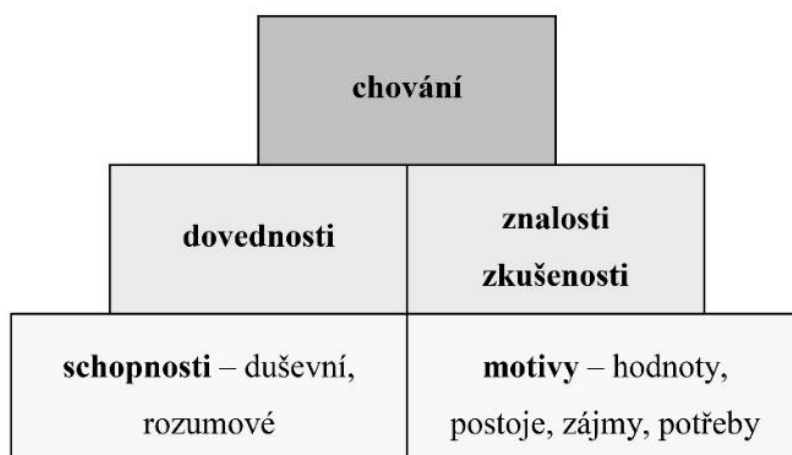 chování
dovednosti
znalosti
zkušenosti
schopnosti – duševní,
rozumové
motivy – hodnoty,
postoje, zájmy, potřeby